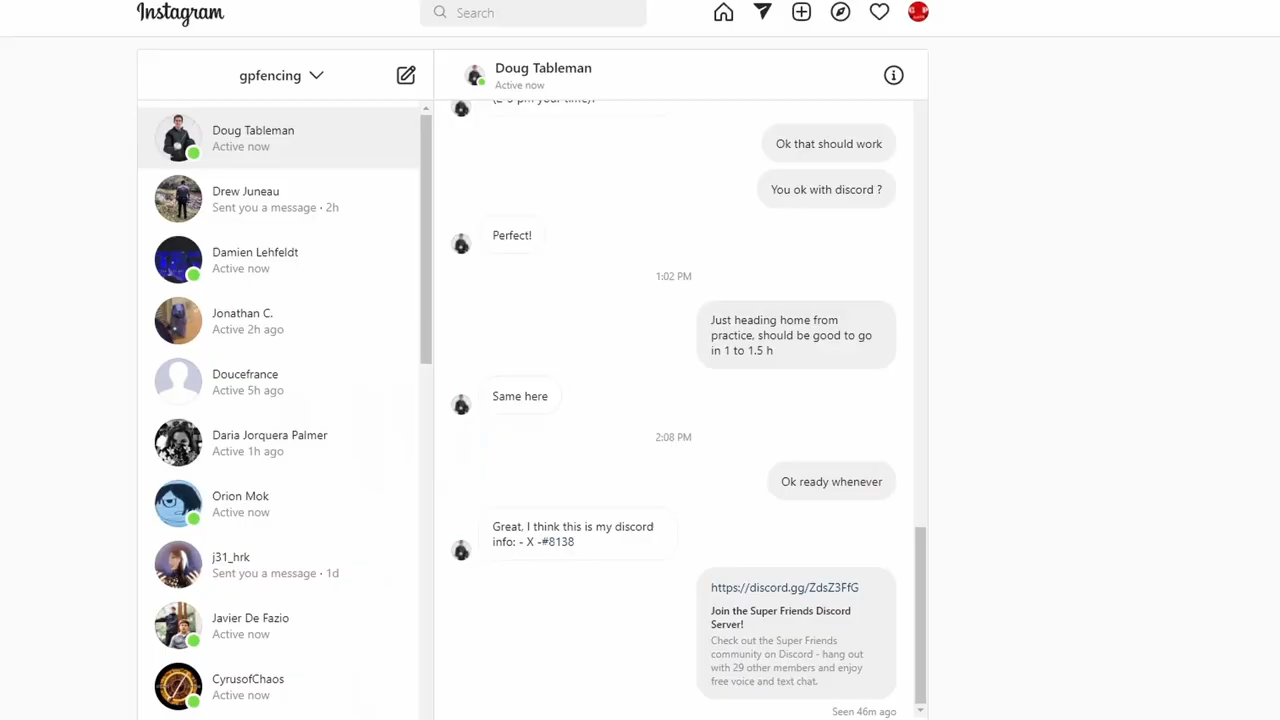 Instagram
Search
gpfencing
Doug Tableman
Active now
Drew Juneau
Sent you a message · 2h
Damien Lehfeldt
Active now
Jonathan C.
Active 2h ago
Doucefrance
Active 5h ago
Daria Jorquera Palmer
Active 1h ago
Orion Mok
Active now
j31_hrk
Sent you a message · 1d
Javier De Fazio
Active now
CyrusofChaos
Active now
Doug Tableman
Active now
Ok that should work
You ok with discord ?
Perfect!
1:02 PM
Just heading home from
practice, should be good to go
in 1 to 1.5 h
Same here
2:08 PM
Ok ready whenever
Great. I think this is my discord
info: - X -#8138
https://discord.gg/ZdsZ3FfG
Join the Super Friends Discord
Server!
Check out the Super Friends
community on Discord - hang out
with 29 other members and enjoy
free voice and text chat.
Seen 46m ago